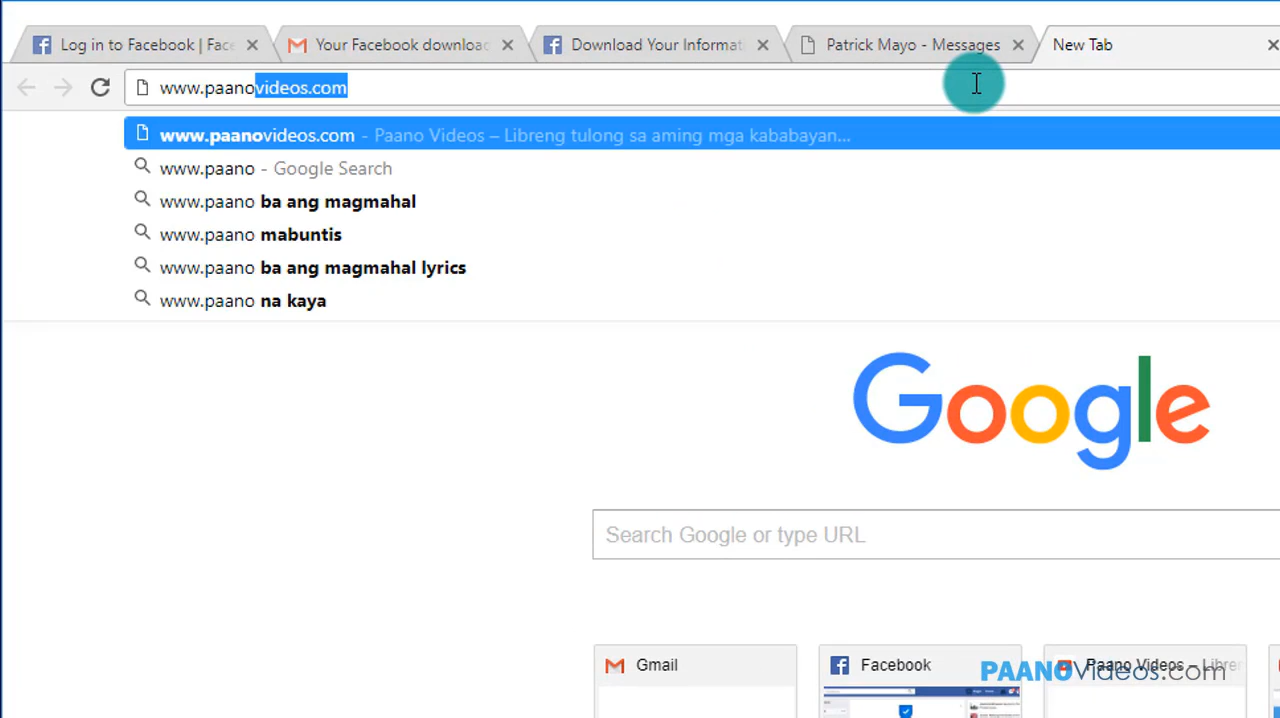 Log in to Facebook | Face
Your Facebook download
Download Your Informat
Patrick Mayo - Messages
New Tab
www.paanovideos.com
www.paanovideos.com - Paano Videos – Libreng tulong sa aming mga kababayan...
www.paano - Google Search
www.paano ba ang magmahal
www.paano mabuntis
www.paano ba ang magmahal lyrics
www.paano na kaya
Google
Search Google or type URL
Gmail
Facebook
Paano Videos – Libre
PAANOVideos.com